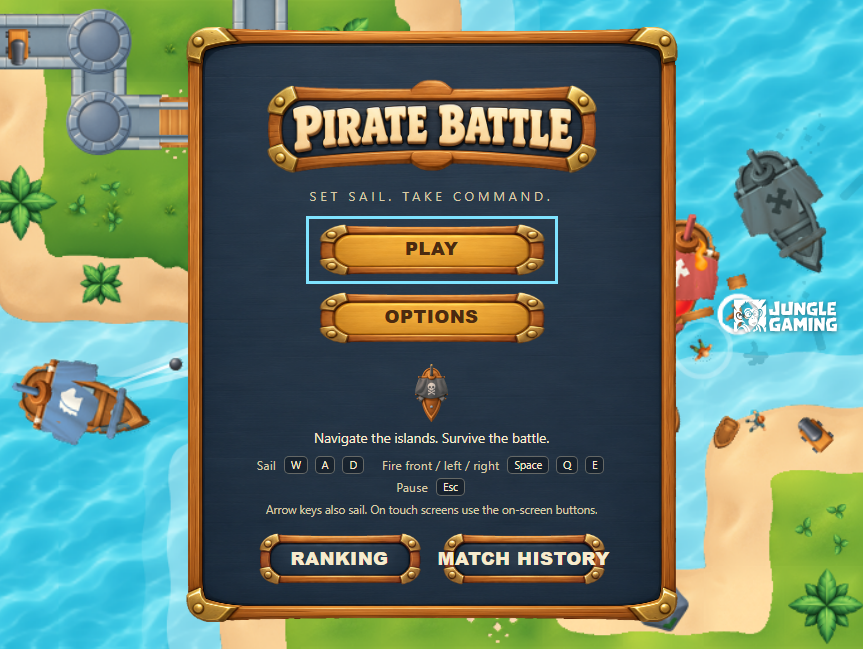 PIRATE BATTLE
SET SAIL. TAKE COMMAND.
PLAY
OPTIONS
JUNGLE
GAMING
Navigate the islands. Survive the battle.
Sail W A D Fire front / left / right Space Q E
Pause Esc
Arrow keys also sail. On touch screens use the on-screen buttons.
RANKING MATCH HISTORY